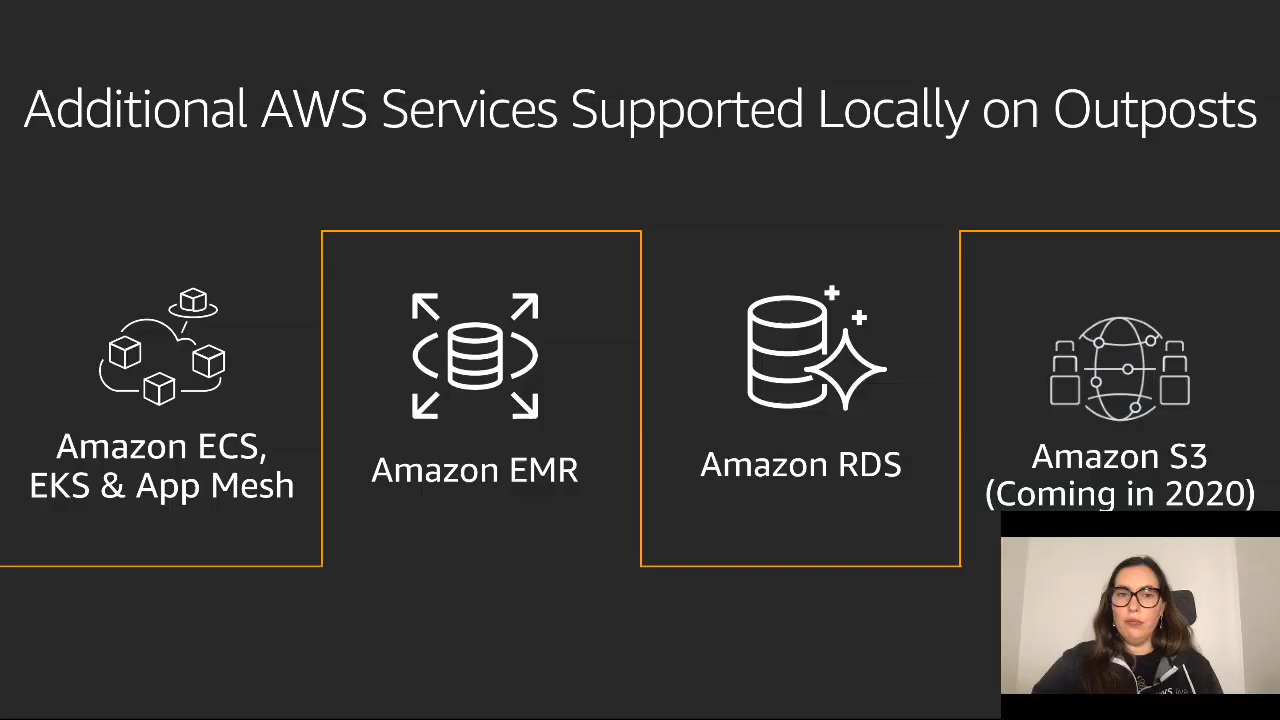 Additional AWS Services Supported Locally on Outposts
Amazon ECS,
EKS & App Mesh
Amazon EMR
Amazon RDS
Amazon S3
(Coming in 2020)